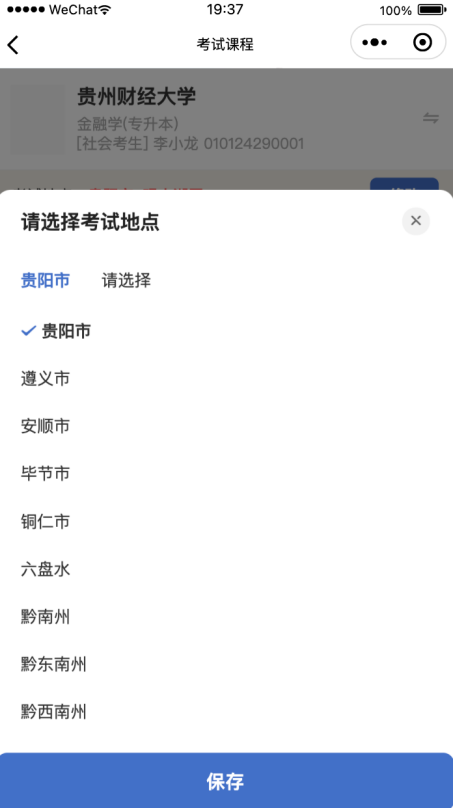 WeChat 19:37 100%
考试课程
贵州财经大学
金融学(专升本)
[社会考生] 李小龙 010124290001
请选择考试地点
贵阳市 请选择
贵阳市
遵义市
安顺市
毕节市
铜仁市
六盘水
黔南州
黔东南州
黔西南州
保存